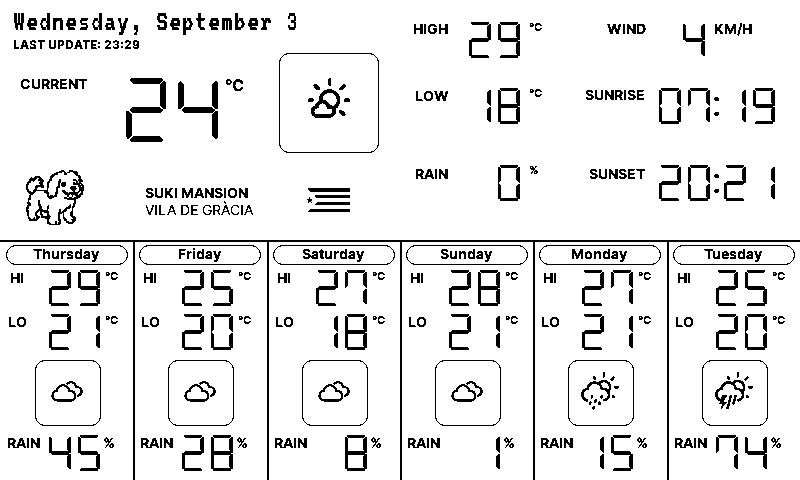 Wednesday, September 3
LAST UPDATE: 23:29
CURRENT 24 °C
HIGH 29 °C
WIND 4 KM/H
LOW 18 °C
SUNRISE 07:19
RAIN 0 %
SUNSET 20:21
SUKI MANSION
VILA DE GRÀCIA
Thursday
HI 29 °C
LO 21 °C
RAIN 45 %
Friday
HI 25 °C
LO 20 °C
RAIN 28 %
Saturday
HI 27 °C
LO 18 °C
RAIN 8 %
Sunday
HI 28 °C
LO 21 °C
RAIN 1 %
Monday
HI 27 °C
LO 21 °C
RAIN 15 %
Tuesday
HI 25 °C
LO 20 °C
RAIN 74 %